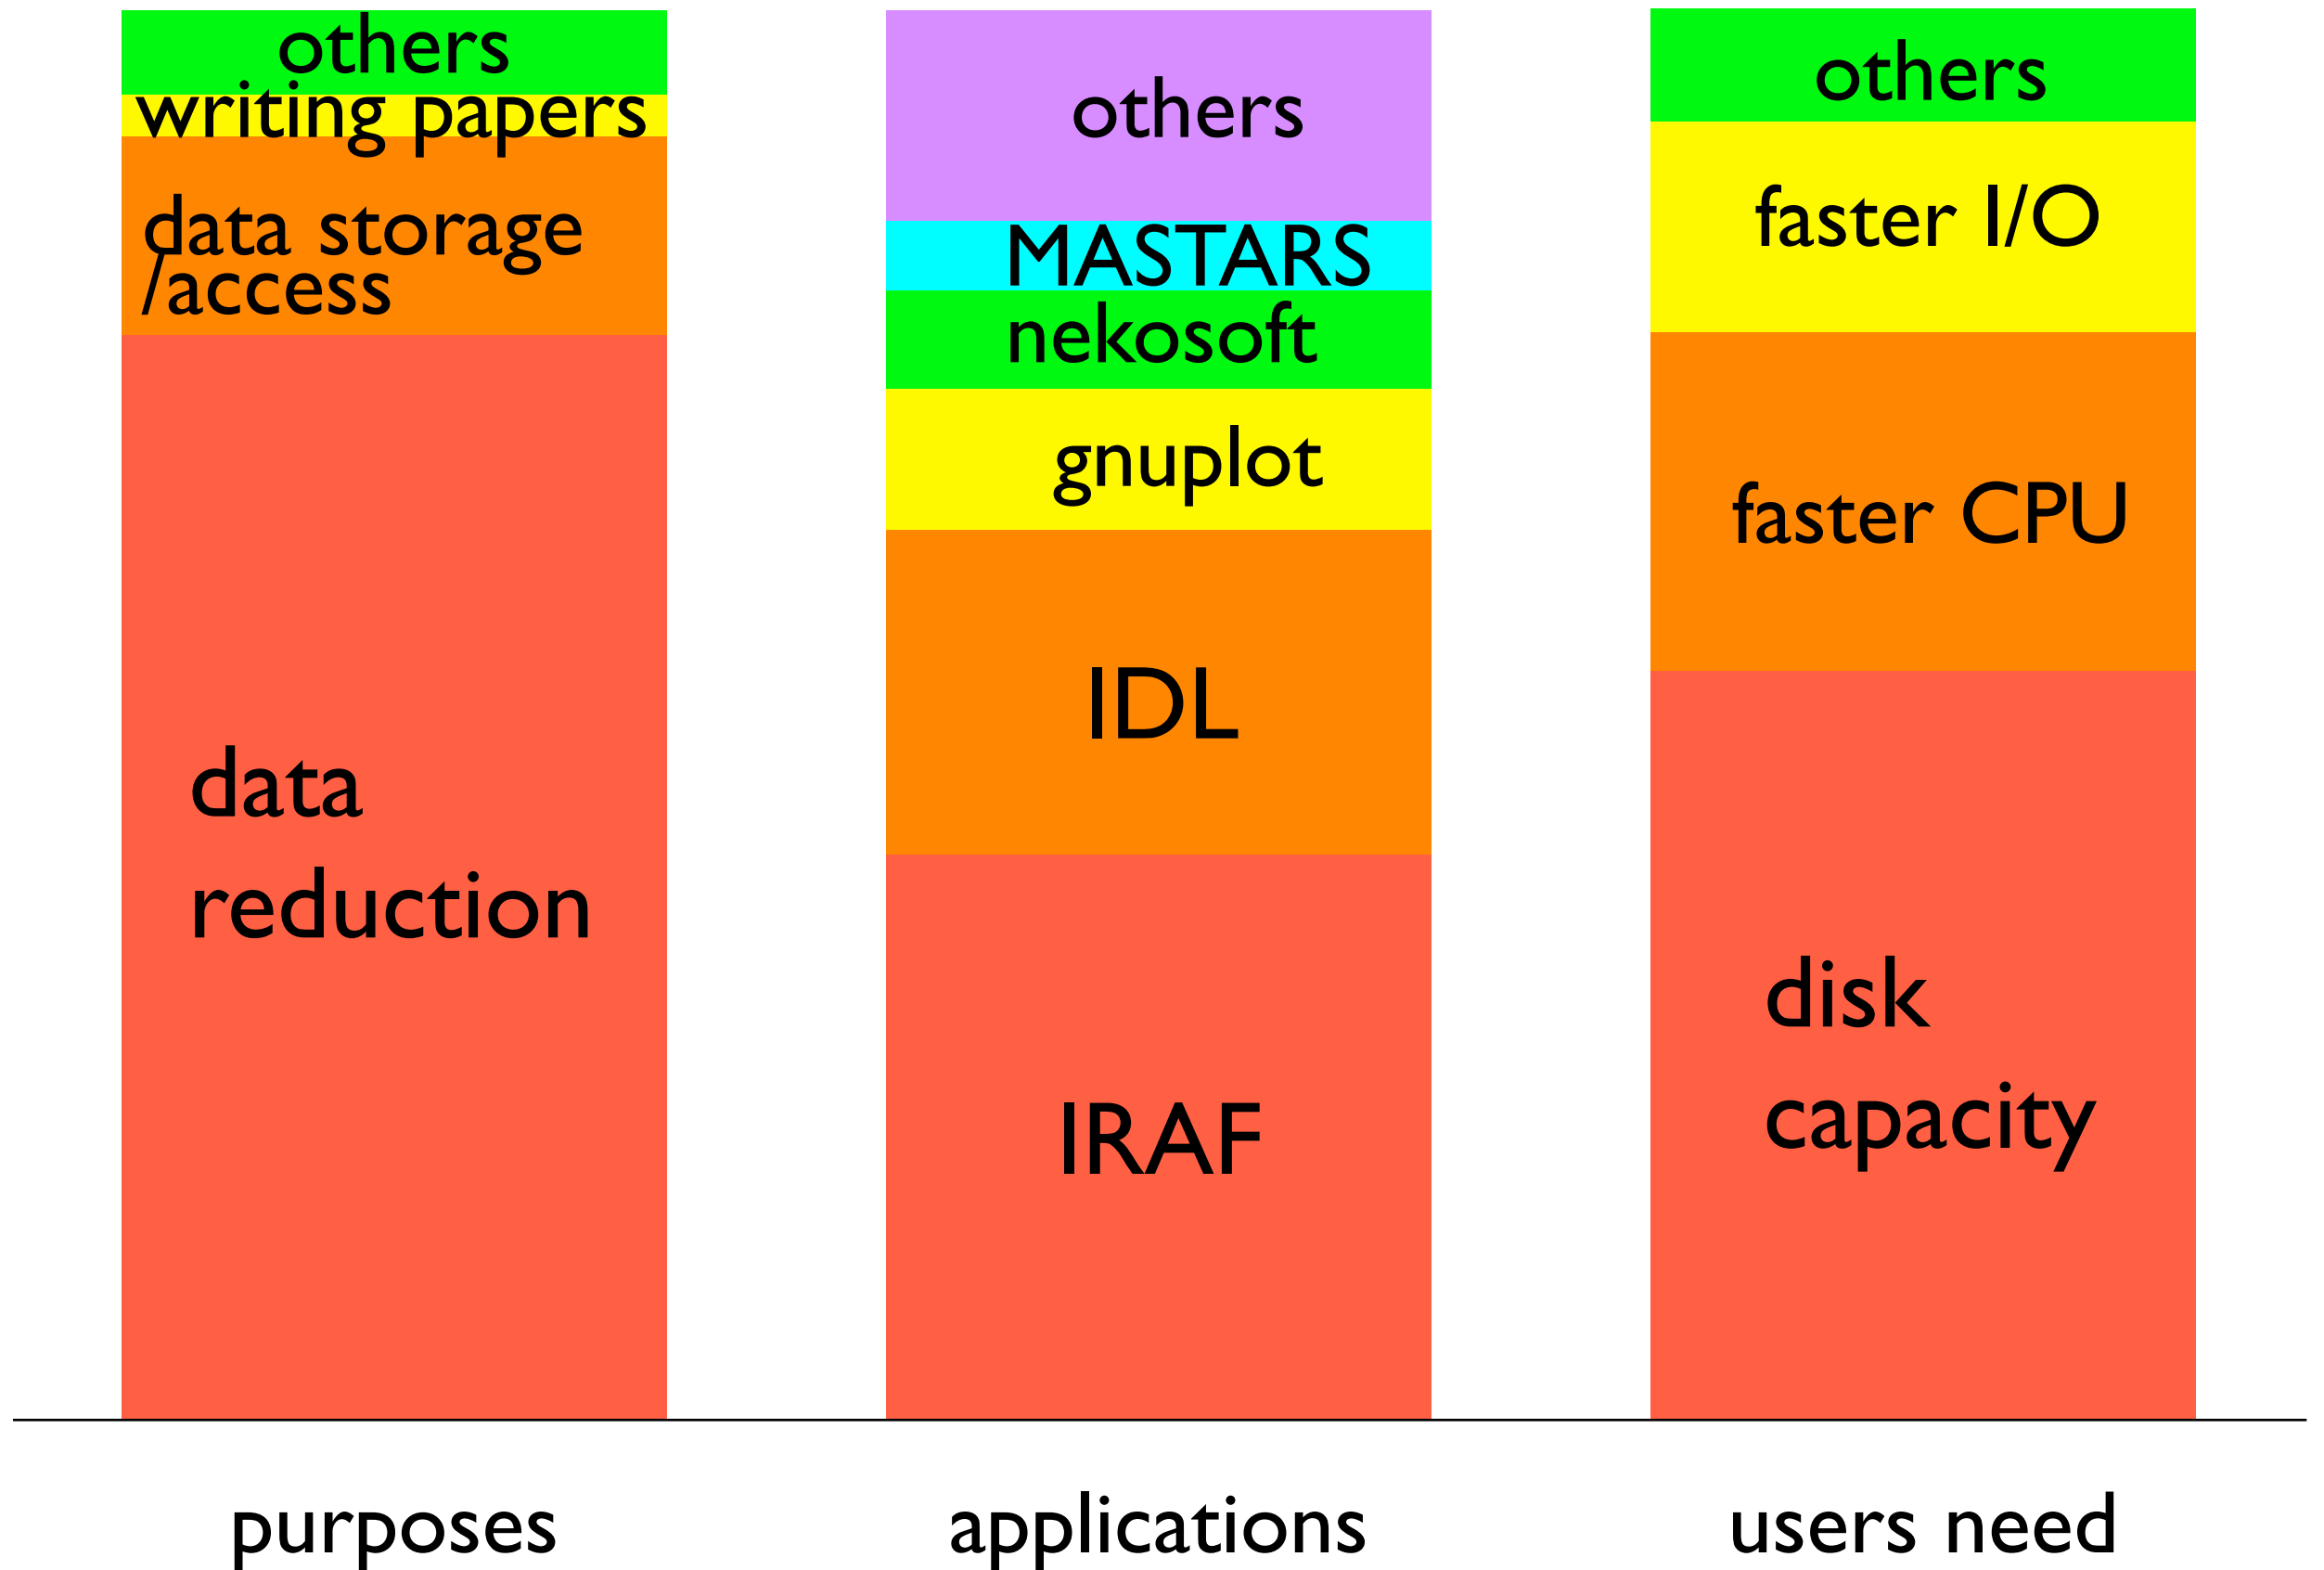 others
writing papers
data storage
/access
data
reduction
others
MASTARS
nekosoft
gnuplot
IDL
IRAF
others
faster I/O
faster CPU
disk
capacity
purposes
applications
users need